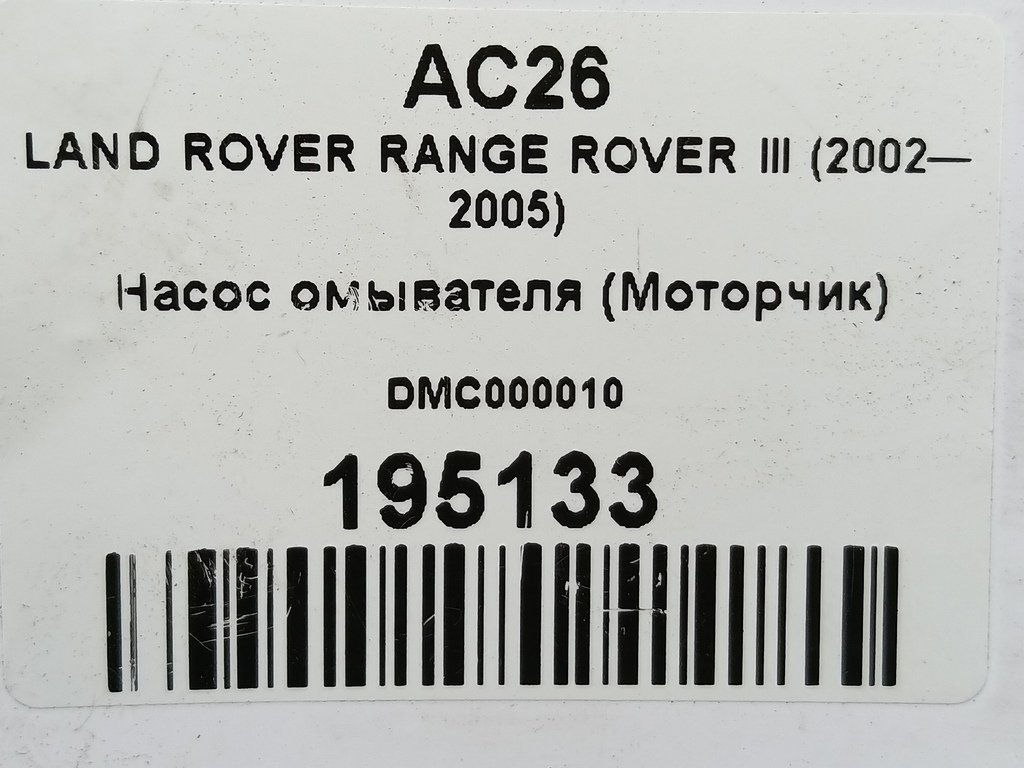 AC26
LAND ROVER RANGE ROVER III (2002—
2005)
Насос омывателя (Моторчик)
DMC000010
195133